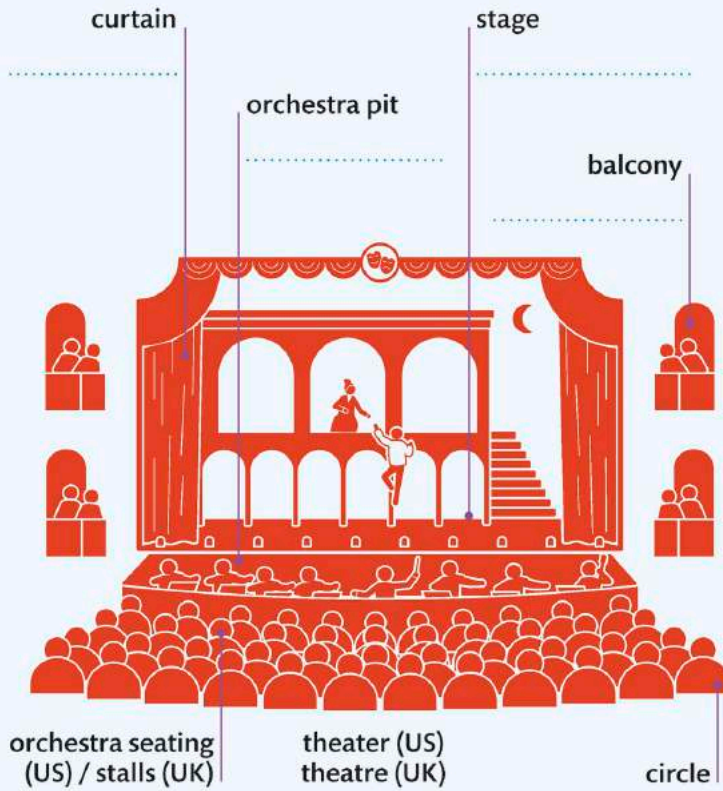 curtain
stage
orchestra pit
balcony
orchestra seating
(US) / stalls (UK)
theater (US)
theatre (UK)
circle